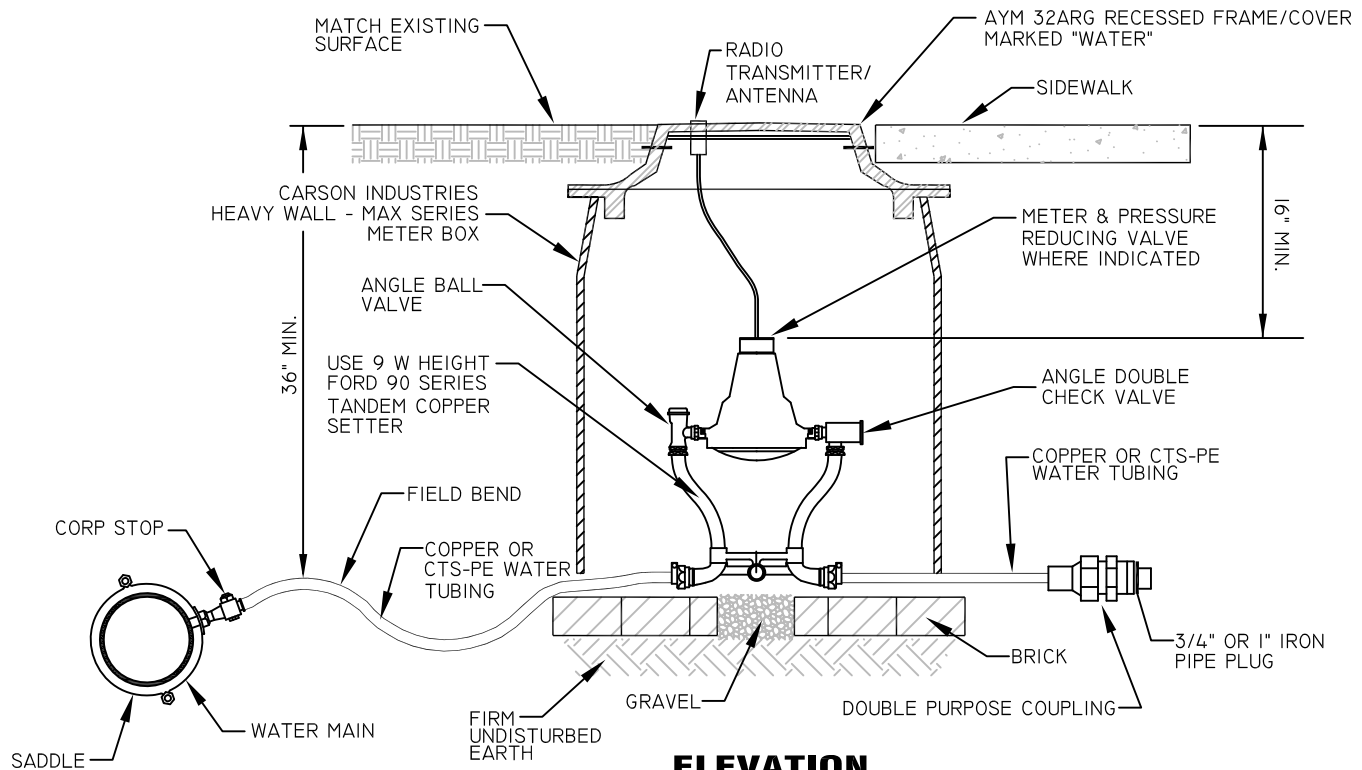 MATCH EXISTING
SURFACE
RADIO
TRANSMITTER/
ANTENNA
AYM 32ARG RECESSED FRAME/COVER
MARKED "WATER"
SIDEWALK
CARSON INDUSTRIES
HEAVY WALL - MAX SERIES
METER BOX
METER & PRESSURE
REDUCING VALVE
WHERE INDICATED
16" MIN.
ANGLE BALL
VALVE
36" MIN.
USE 9 W HEIGHT
FORD 90 SERIES
TANDEM COPPER
SETTER
ANGLE DOUBLE
CHECK VALVE
COPPER OR CTS-PE
WATER TUBING
FIELD BEND
CORP STOP
COPPER OR
CTS-PE WATER
TUBING
3/4" OR 1" IRON
PIPE PLUG
BRICK
GRAVEL
DOUBLE PURPOSE COUPLING
FIRM
UNDISTURBED
EARTH
WATER MAIN
SADDLE
ELEVATION